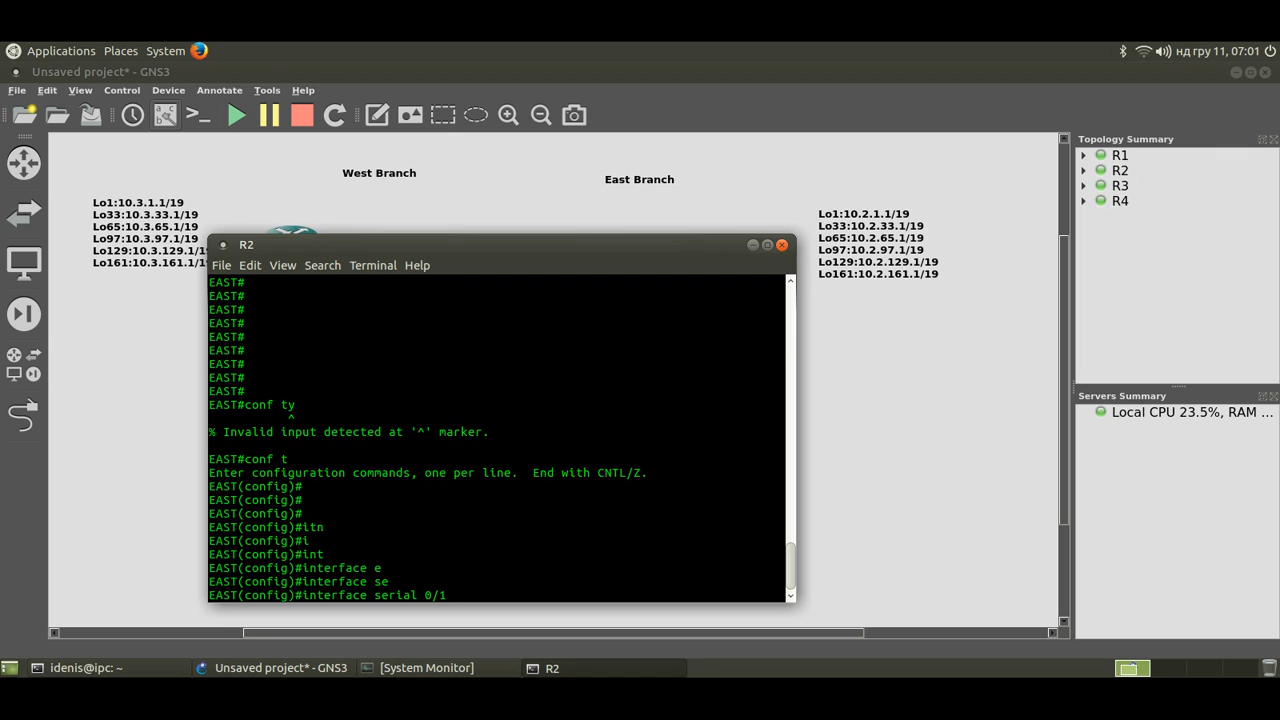 Applications Places System
нд гру 11, 07:01
Unsaved project* - GNS3
File Edit View Control Device Annotate Tools Help
West Branch
East Branch
Lo1:10.3.1.1/19
Lo33:10.3.33.1/19
Lo65:10.3.65.1/19
Lo97:10.3.97.1/19
Lo129:10.3.129.1/19
Lo161:10.3.161.1/19
Lo1:10.2.1.1/19
Lo33:10.2.33.1/19
Lo65:10.2.65.1/19
Lo97:10.2.97.1/19
Lo129:10.2.129.1/19
Lo161:10.2.161.1/19
Topology Summary
R1
R2
R3
R4
Servers Summary
Local CPU 23.5%, RAM ...
R2
File Edit View Search Terminal Help
EAST#
EAST#
EAST#
EAST#
EAST#
EAST#
EAST#
EAST#
EAST#
EAST#conf ty
^
% Invalid input detected at '^' marker.
EAST#conf t
Enter configuration commands, one per line.  End with CNTL/Z.
EAST(config)#
EAST(config)#
EAST(config)#
EAST(config)#itn
EAST(config)#i
EAST(config)#int
EAST(config)#interface e
EAST(config)#interface se
EAST(config)#interface serial 0/1
idenis@ipc: ~
Unsaved project* - GNS3
[System Monitor]
R2